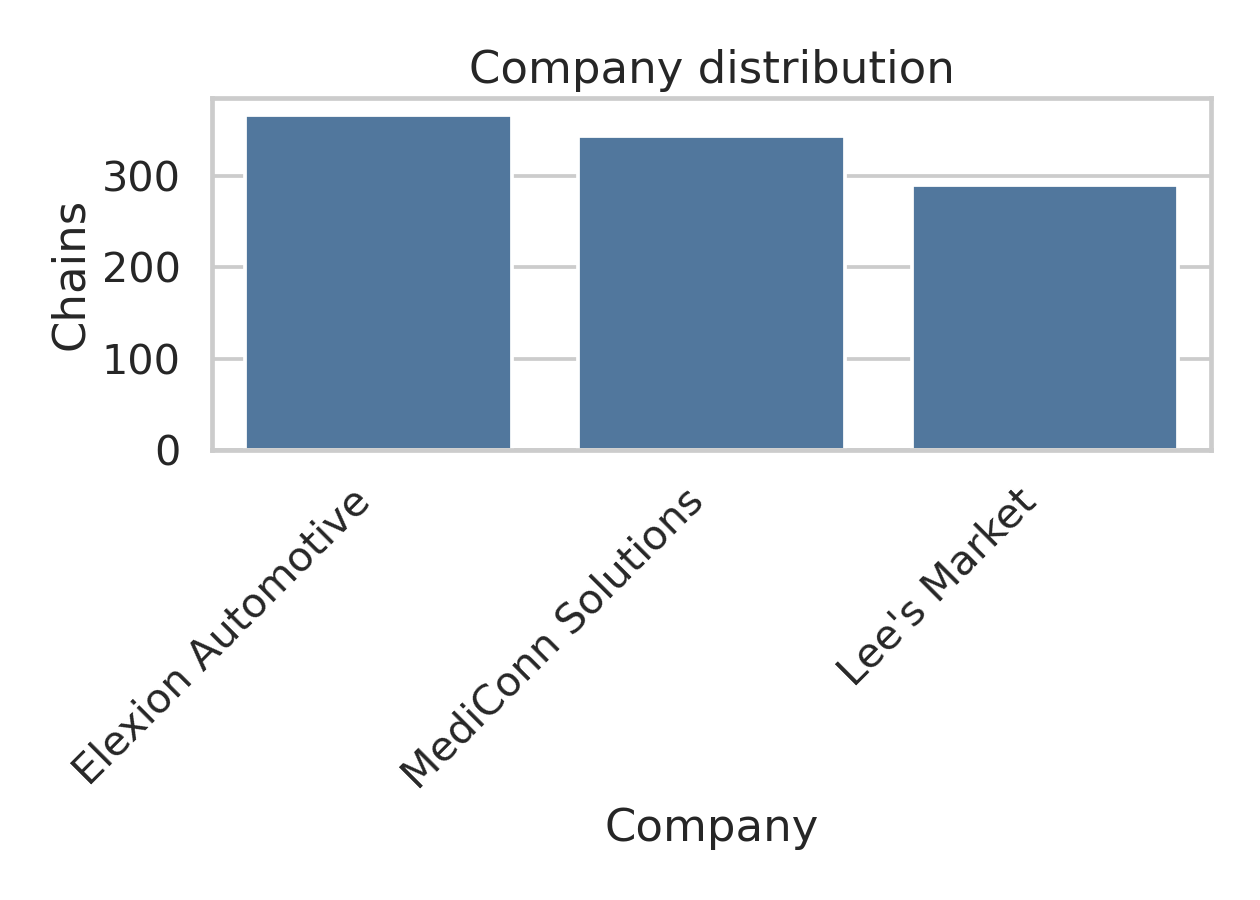 Company distribution
Chains
300
200
100
0
Elexion Automotive
MediConn Solutions
Lee's Market
Company